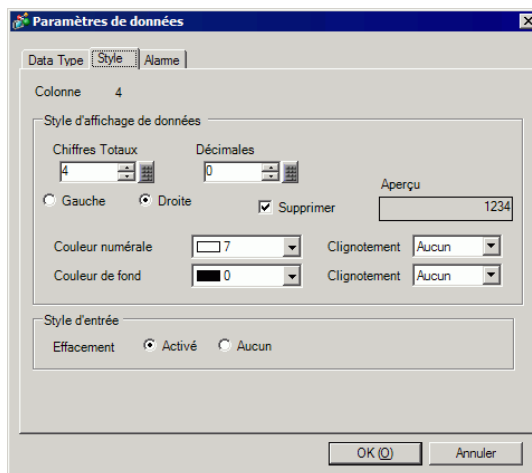 Paramètres de données
Data Type Style Alarme
Colonne 4
Style d'affichage de données
Chiffres Totaux Décimales
4 0
Aperçu
Gauche Droite Supprimer 1234
Couleur numérale 7 Clignotement Aucun
Couleur de fond 0 Clignotement Aucun
Style d'entrée
Effacement Activé Aucun
OK (O) Annuler